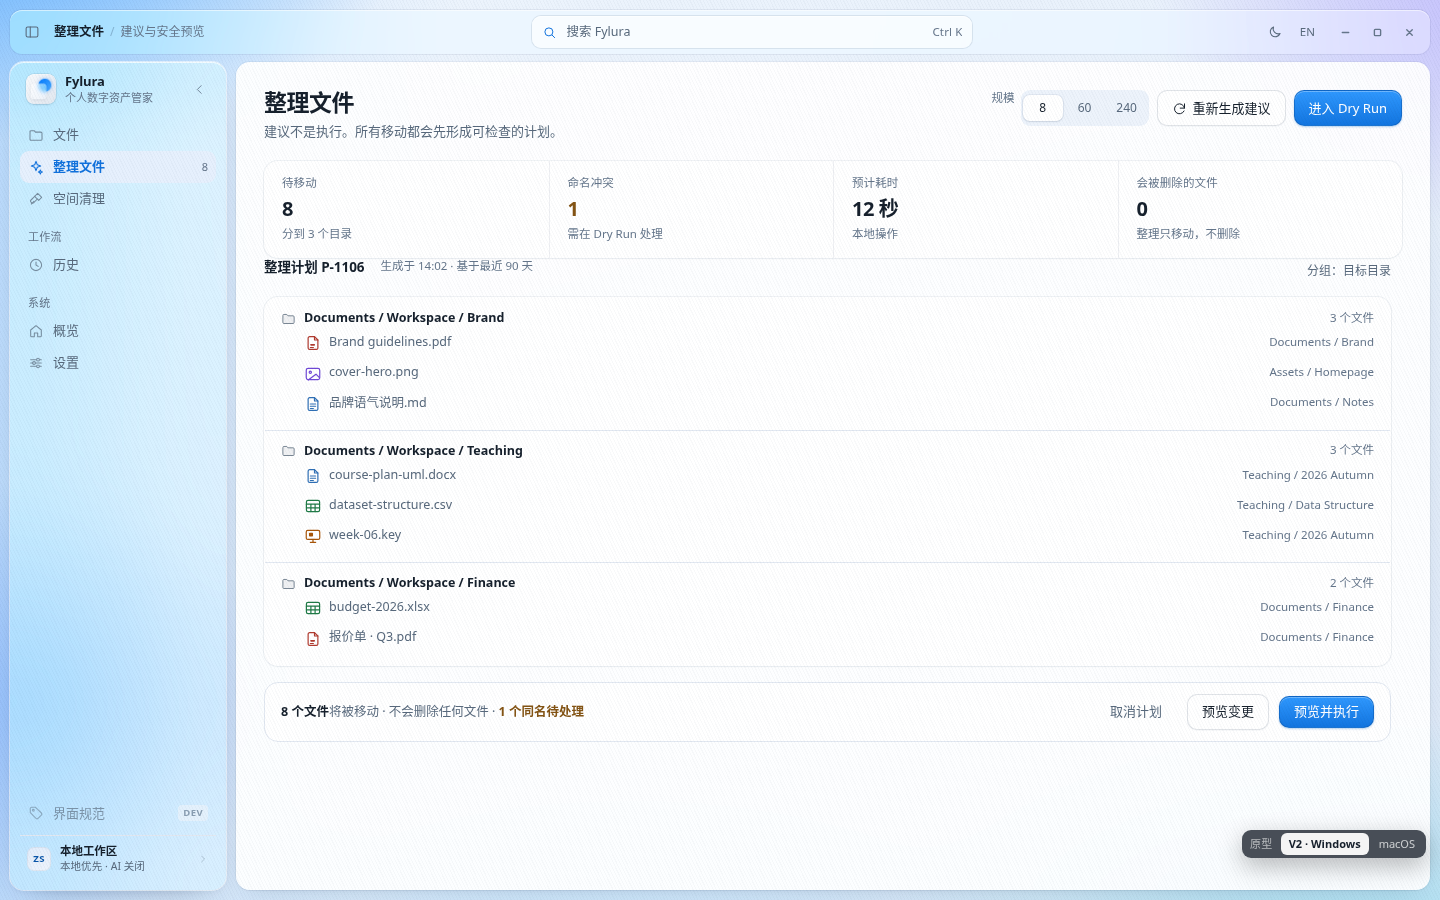 整理文件 / 建议与安全预览
搜索 Fylura
Ctrl K
EN
Fylura
个人数字资产管家
文件
整理文件 8
空间清理
工作流
历史
系统
概览
设置
界面规范 DEV
ZS
本地工作区
本地优先 · AI 关闭
整理文件
建议不是执行。所有移动都会先形成可检查的计划。
规模 8 60 240
重新生成建议
进入 Dry Run
待移动
8
分到 3 个目录
命名冲突
1
需在 Dry Run 处理
预计耗时
12 秒
本地操作
会被删除的文件
0
整理只移动，不删除
整理计划 P-1106 生成于 14:02 · 基于最近 90 天
分组：目标目录
Documents / Workspace / Brand 3 个文件
Brand guidelines.pdf Documents / Brand
cover-hero.png Assets / Homepage
品牌语气说明.md Documents / Notes
Documents / Workspace / Teaching 3 个文件
course-plan-uml.docx Teaching / 2026 Autumn
dataset-structure.csv Teaching / Data Structure
week-06.key Teaching / 2026 Autumn
Documents / Workspace / Finance 2 个文件
budget-2026.xlsx Documents / Finance
报价单 · Q3.pdf Documents / Finance
8 个文件将被移动 · 不会删除任何文件 · 1 个同名待处理
取消计划
预览变更
预览并执行
原型 V2 · Windows macOS